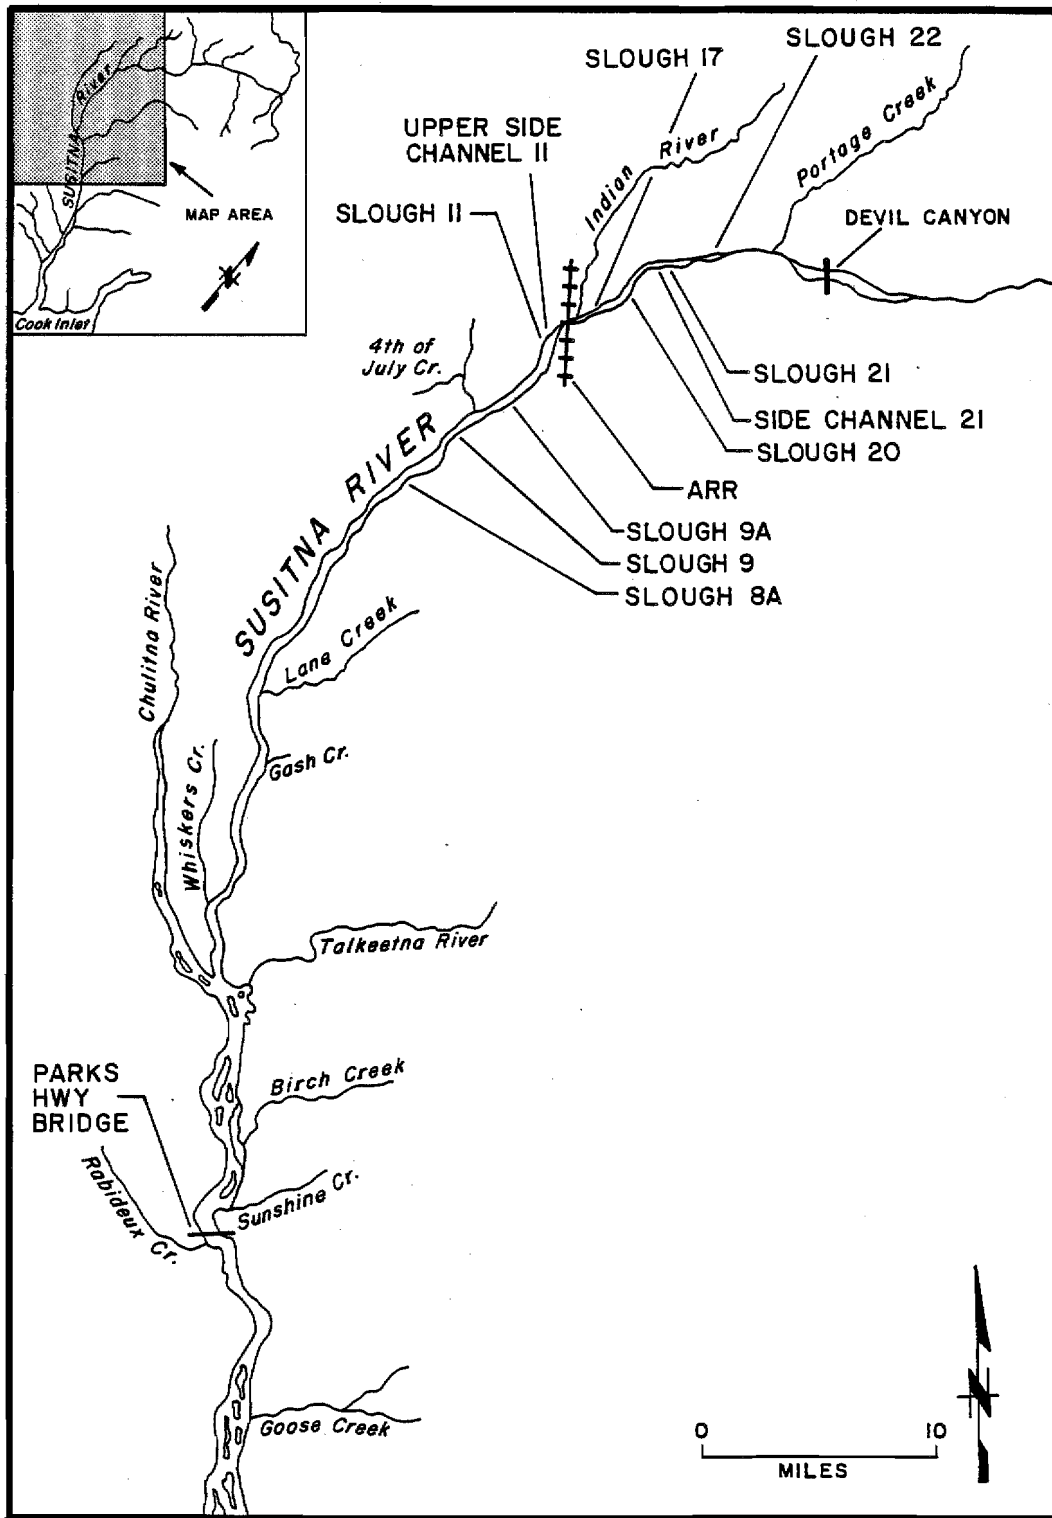 SUSITNA
River
MAP AREA
Cook Inlet
SLOUGH 22
SLOUGH 17
UPPER SIDE
CHANNEL 11
SLOUGH 11
Indian River
Portage Creek
DEVIL CANYON
4th of
July Cr.
SLOUGH 21
SIDE CHANNEL 21
SLOUGH 20
ARR
SLOUGH 9A
SLOUGH 9
SLOUGH 8A
SUSITNA RIVER
Chulitna River
Lane Creek
Gash Cr.
Whiskers Cr.
Talkeetna River
Birch Creek
PARKS
HWY
BRIDGE
Rabideux Cr.
Sunshine Cr.
Goose Creek
0 10
MILES